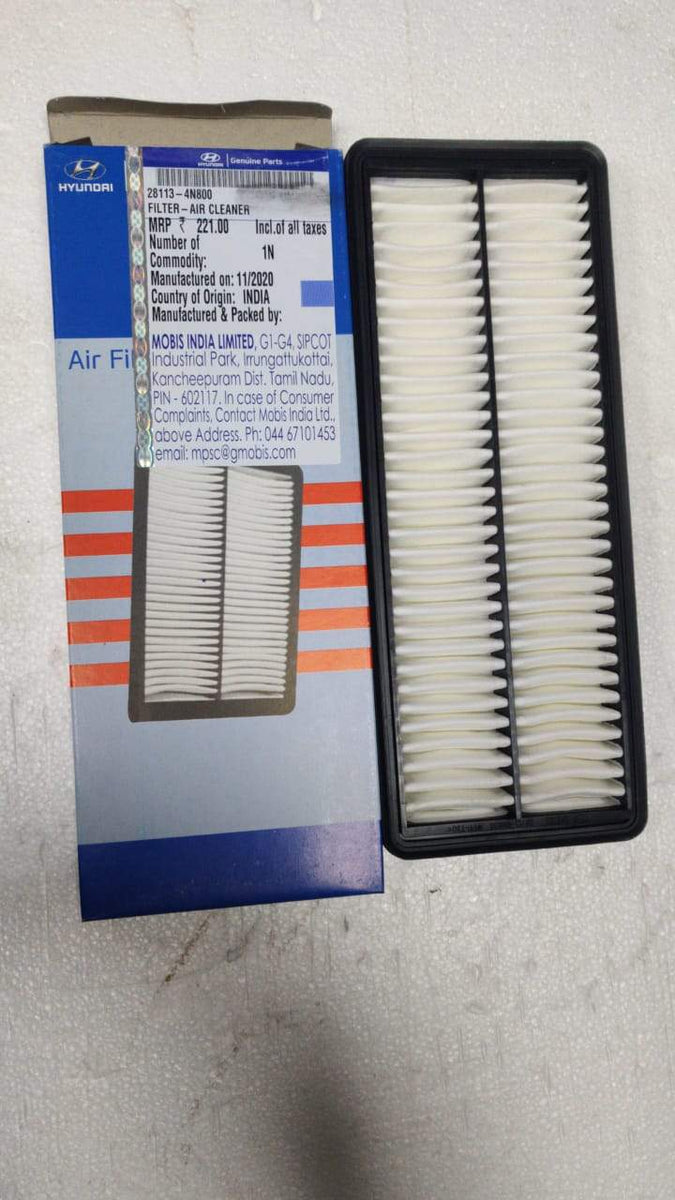 HYUNDAI
HYUNDAI | Genuine Parts
28113-4N800
FILTER-AIR CLEANER
MRP ₹ 221.00 Incl.of all taxes
Number of
Commodity: 1N
Manufactured on: 11/2020
Country of Origin: INDIA
Manufactured & Packed by:
MOBIS INDIA LIMITED, G1-G4, SIPCOT
Industrial Park, Irrungattukottai,
Kancheepuram Dist. Tamil Nadu,
PIN - 602117. In case of Consumer
Complaints, Contact Mobis India Ltd.,
above Address. Ph: 044 67101453
email: mpsc@gmobis.com
Air Fil